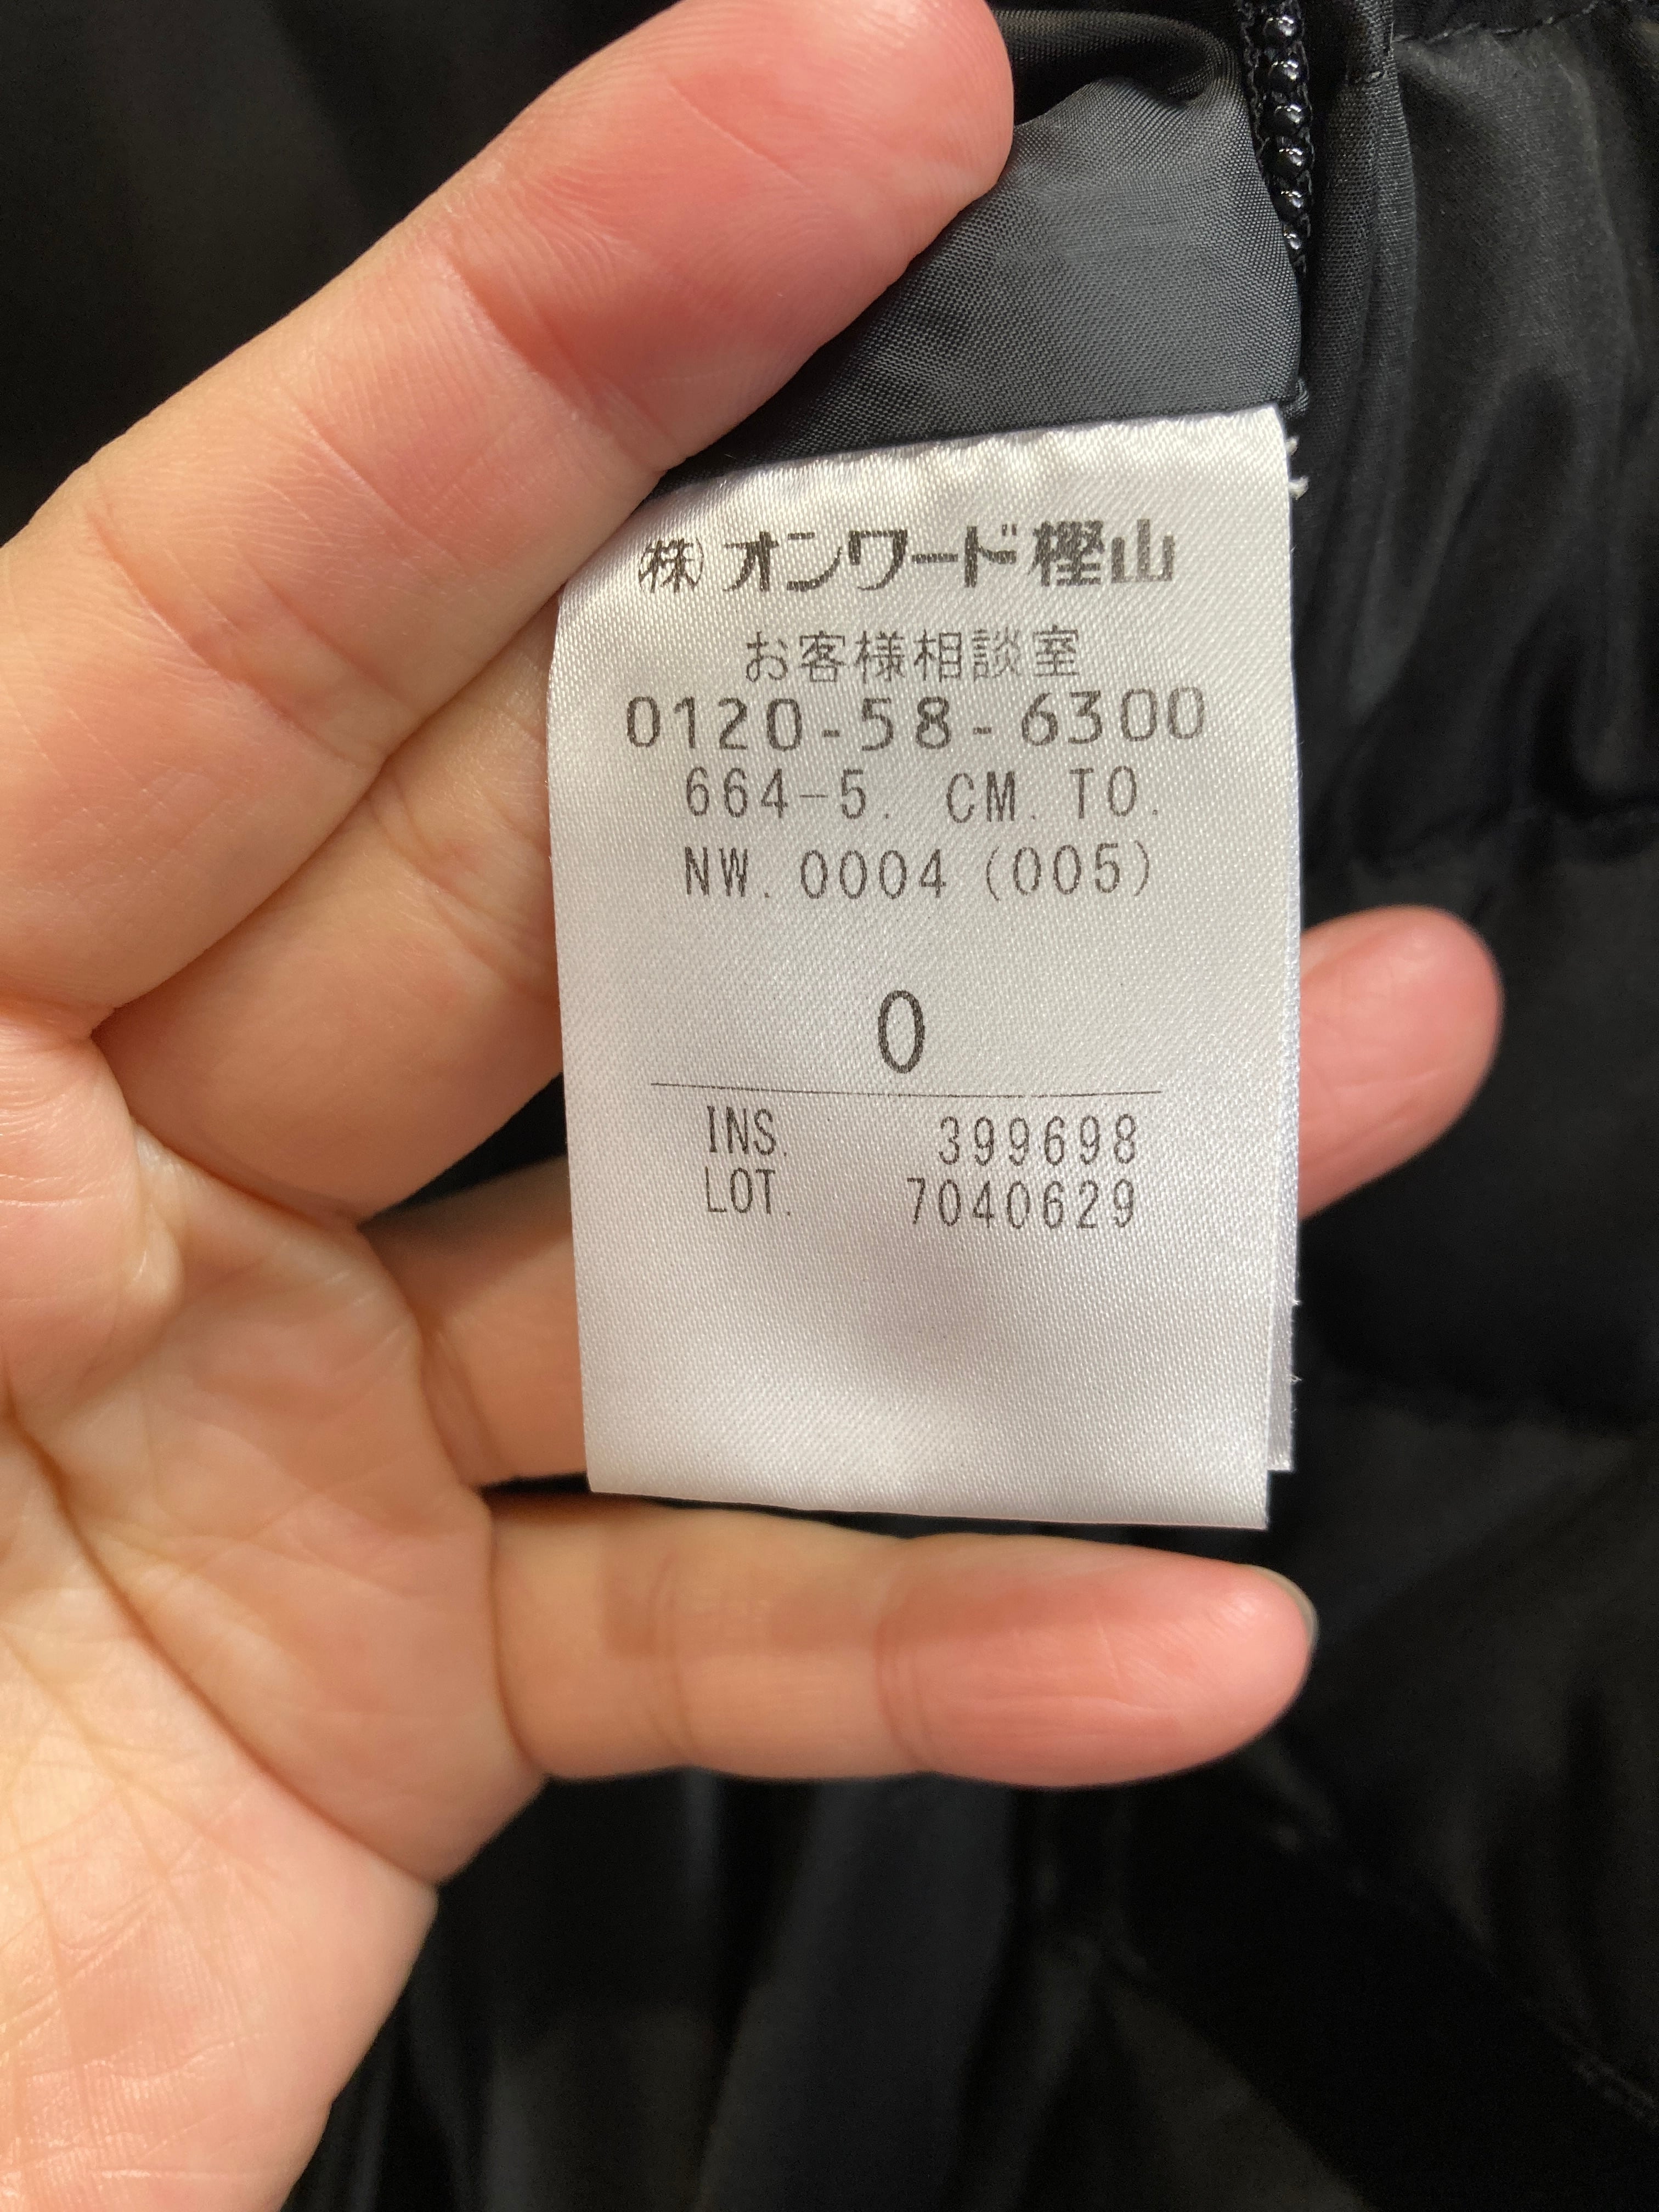 ㈱オンワード樫山
お客様相談室
0120-58-6300
664-5. CM. TO.
NW. 0004 (005)
0
INS. 399698
LOT. 7040629